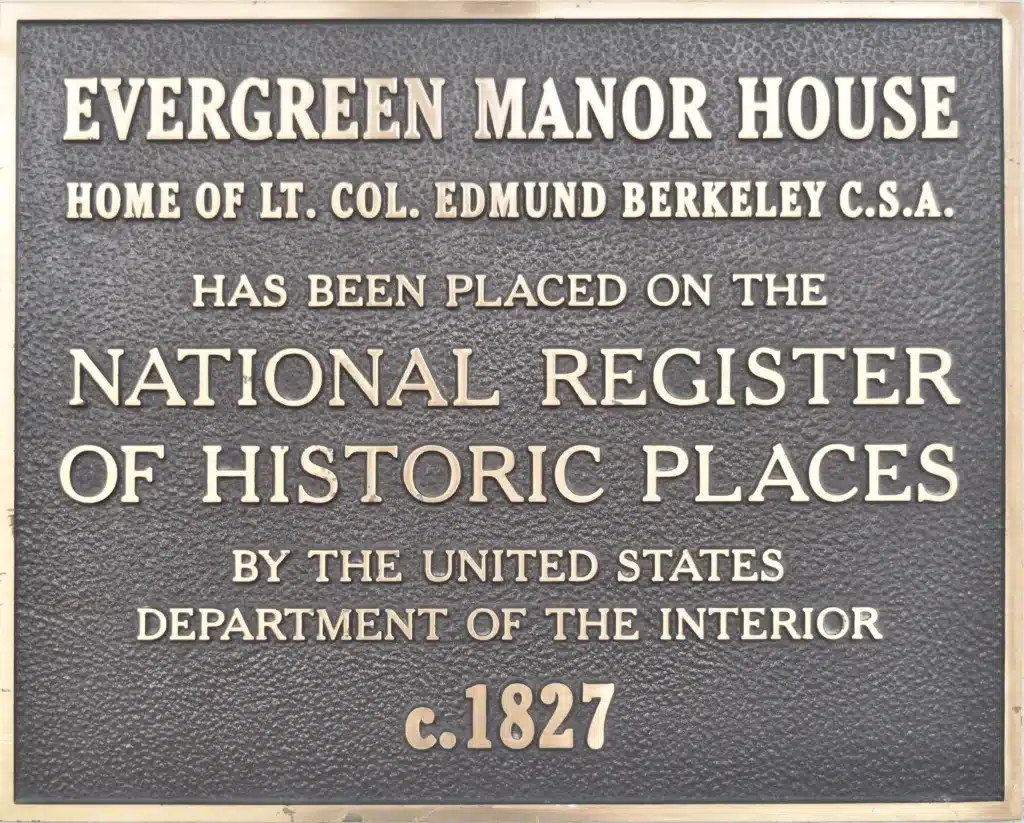 EVERGREEN MANOR HOUSE
HOME OF LT. COL. EDMUND BERKELEY C.S.A.
HAS BEEN PLACED ON THE
NATIONAL REGISTER
OF HISTORIC PLACES
BY THE UNITED STATES
DEPARTMENT OF THE INTERIOR
c.1827